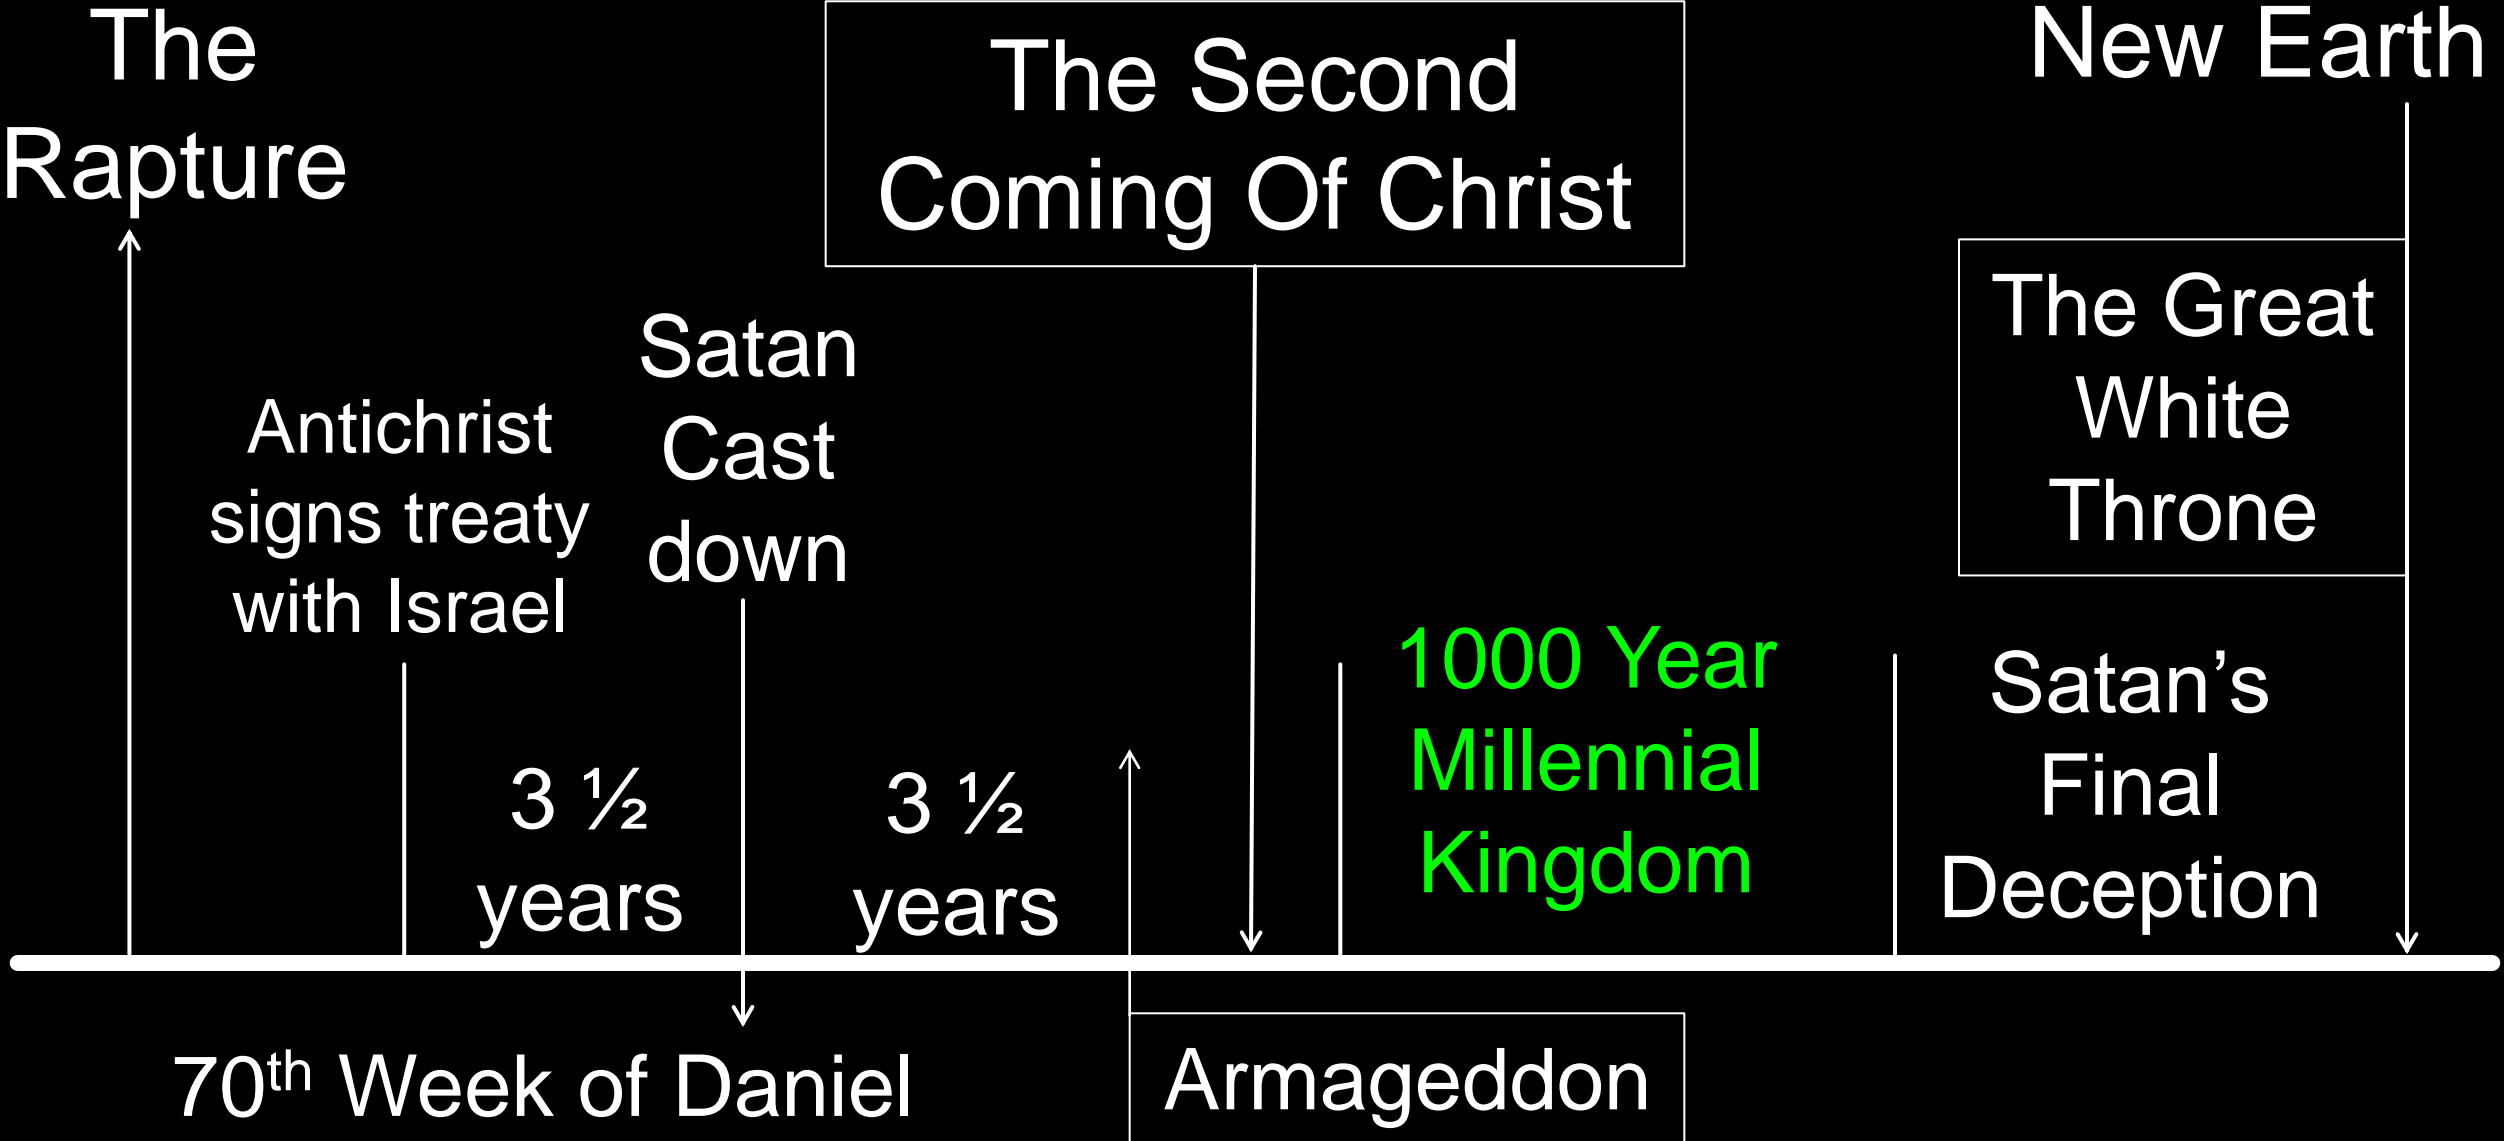 The
Rapture
The Second
Coming Of Christ
New Earth
Antichrist
signs treaty
with Israel
Satan
Cast
down
The Great
White
Throne
3 ½
years
3 ½
years
1000 Year
Millennial
Kingdom
Satan’s
Final
Deception
70th Week of Daniel
Armageddon